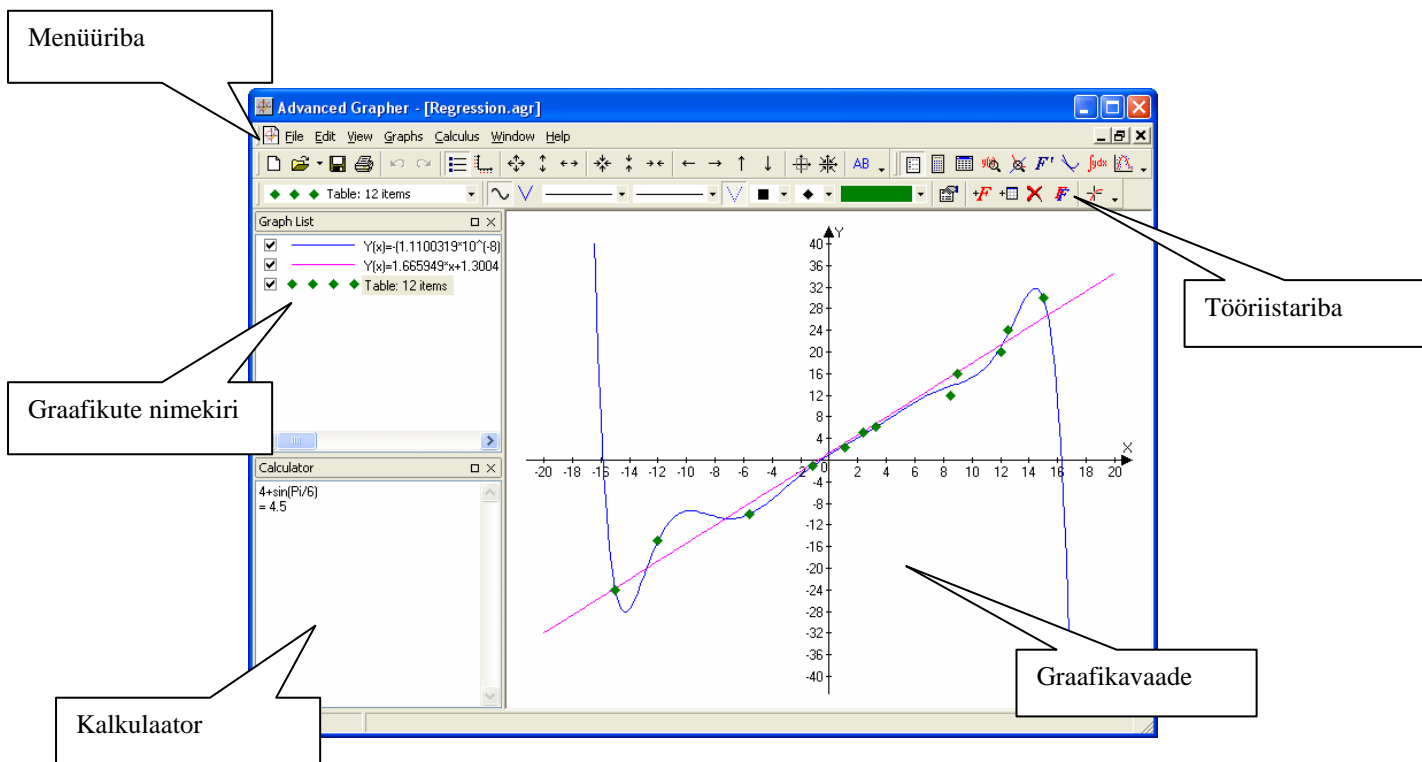 Menüüriba
Advanced Grapher - [Regression.agr]
File Edit View Graphs Calculus Window Help
AB F' ∫ydx
Table: 12 items +F F
Graph List
Y(x)=-(1.1100319*10^(-8)
Y(x)=1.665949*x+1.3004
Table: 12 items
Graafikute nimekiri
Calculator
4+sin(Pi/6)
= 4.5
Kalkulaator
Y
40
36
32
28
24
20
16
12
8
4
X
-20 -18 -16 -14 -12 -10 -8 -6 -4 -2 0 2 4 6 8 10 12 14 16 18 20
-4
-8
-12
-16
-20
-24
-28
-32
-36
-40
Tööriistariba
Graafikavaade